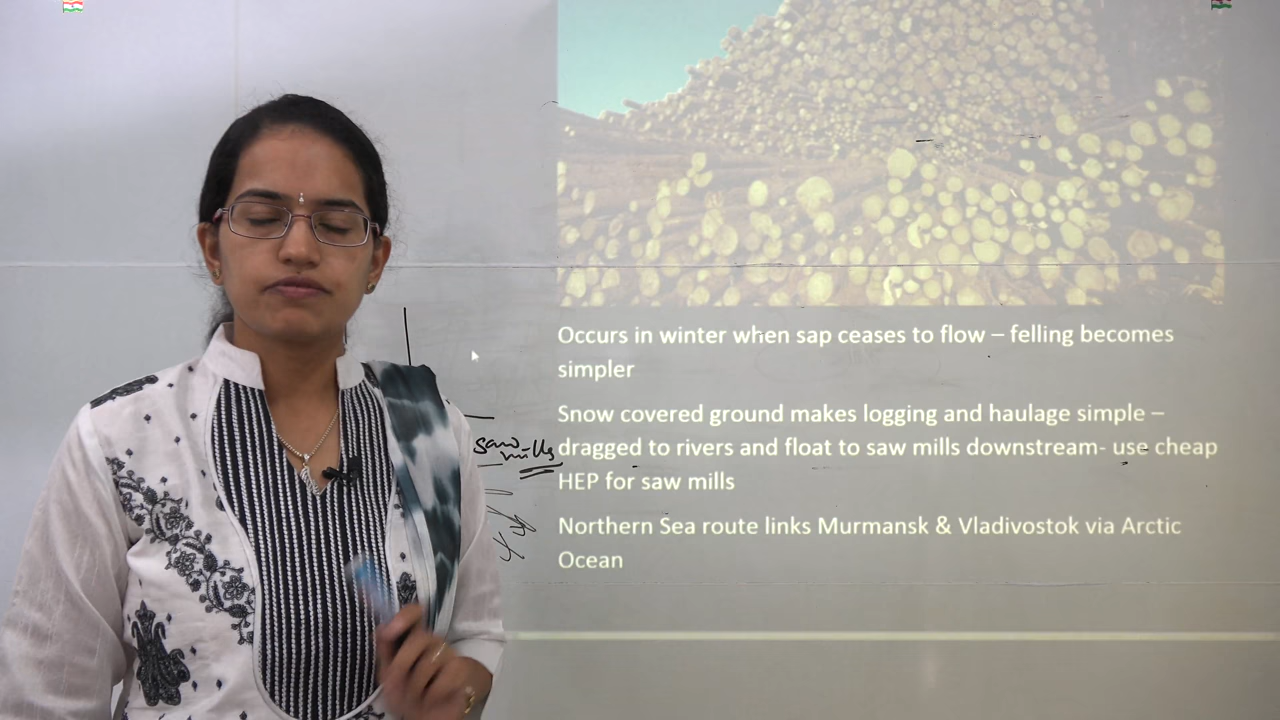 Occurs in winter when sap ceases to flow – felling becomes
simpler
Snow covered ground makes logging and haulage simple –
dragged to rivers and float to saw mills downstream- use cheap
HEP for saw mills
Northern Sea route links Murmansk & Vladivostok via Arctic
Ocean
saw
mills